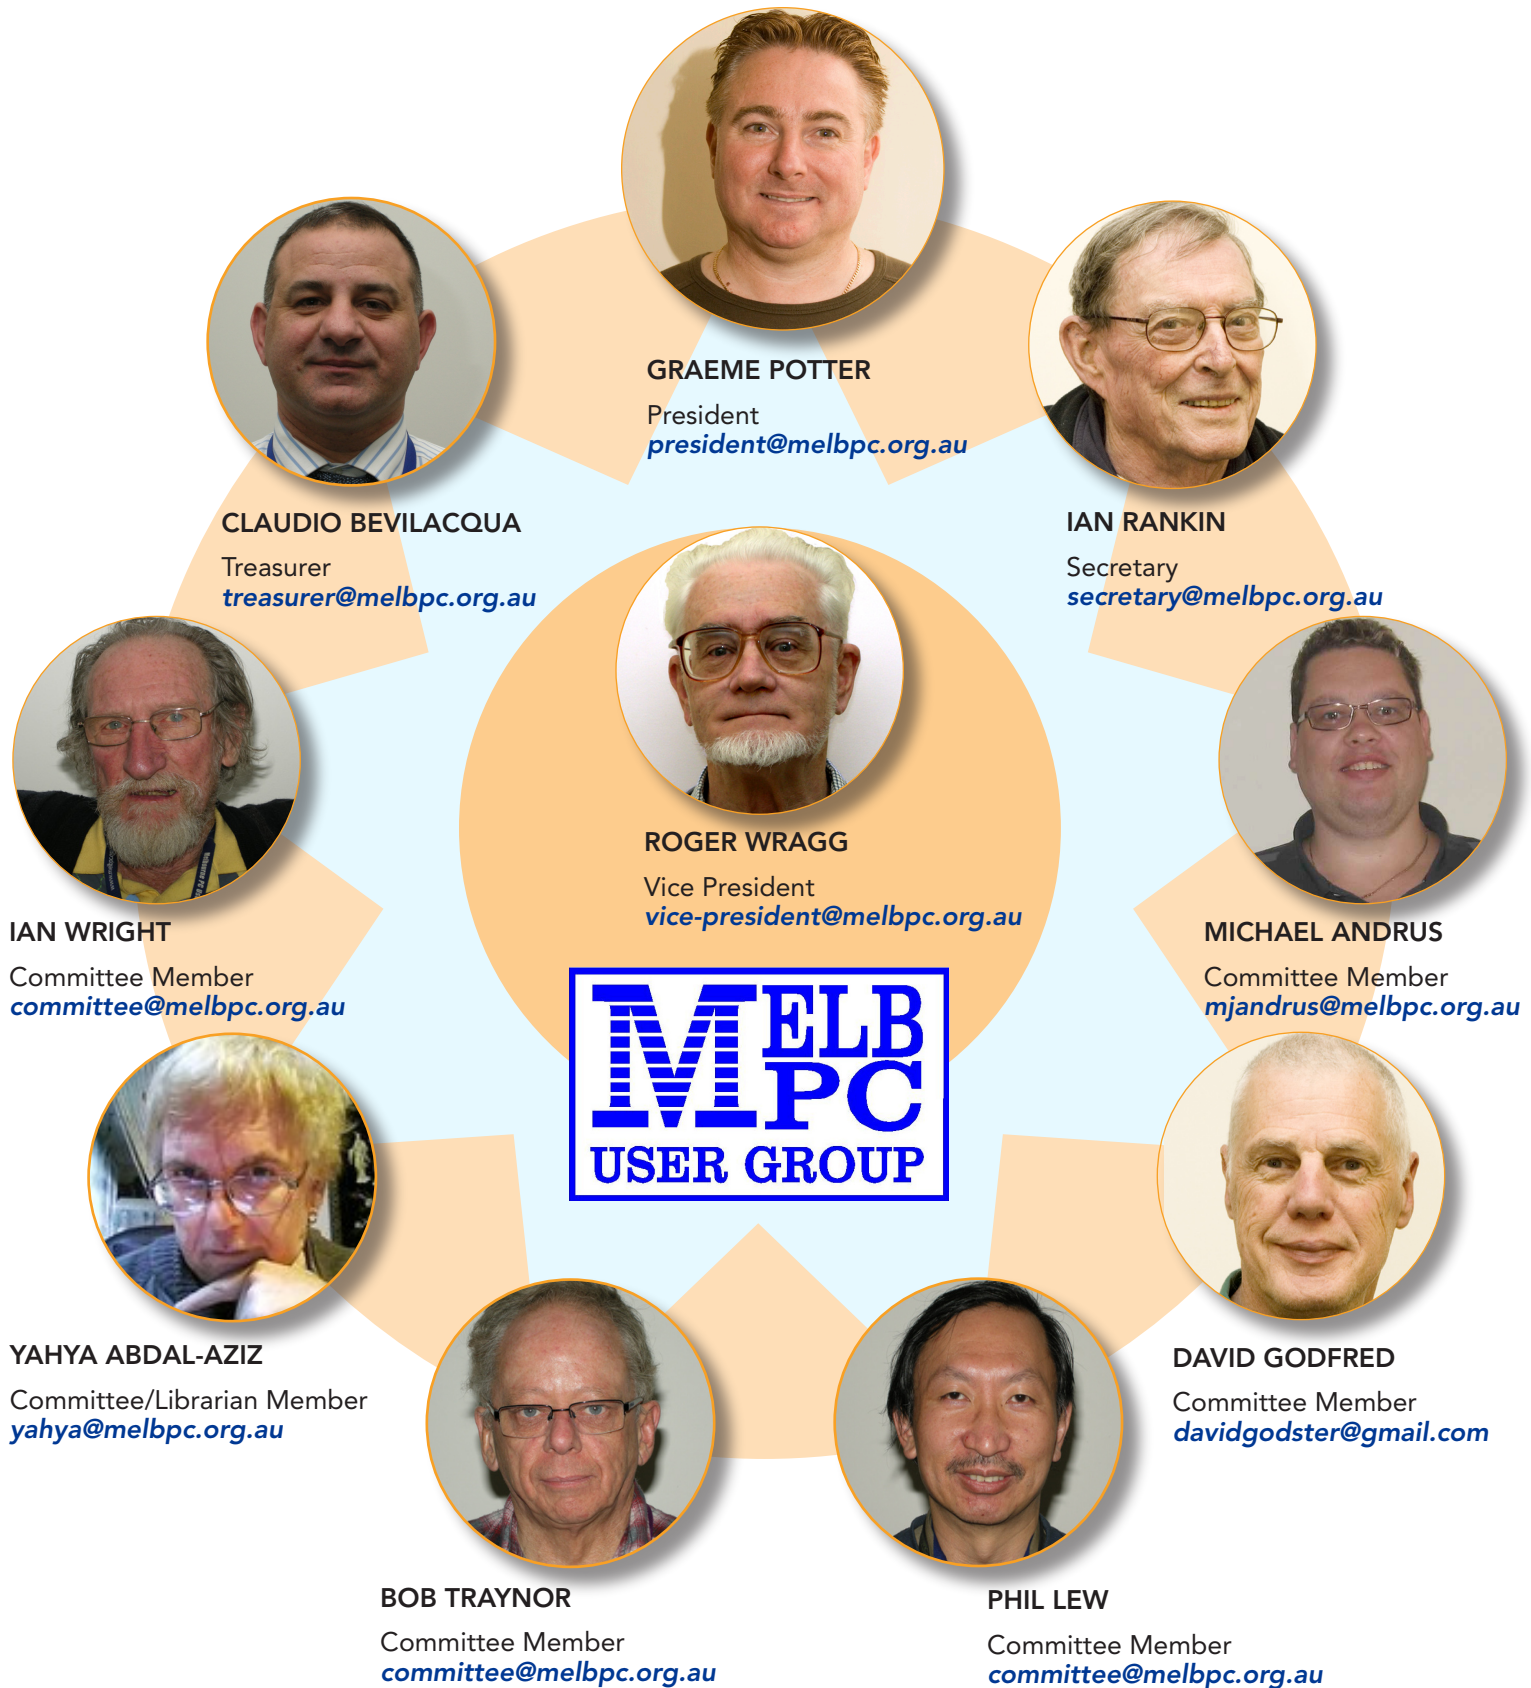 GRAEME POTTER
President
president@melbpc.org.au
CLAUDIO BEVILACQUA
Treasurer
treasurer@melbpc.org.au
IAN RANKIN
Secretary
secretary@melbpc.org.au
ROGER WRAGG
Vice President
vice-president@melbpc.org.au
IAN WRIGHT
Committee Member
committee@melbpc.org.au
MICHAEL ANDRUS
Committee Member
mjandrus@melbpc.org.au
MELB
PC
USER GROUP
YAHYA ABDAL-AZIZ
Committee/Librarian Member
yahya@melbpc.org.au
DAVID GODFRED
Committee Member
davidgodster@gmail.com
BOB TRAYNOR
Committee Member
committee@melbpc.org.au
PHIL LEW
Committee Member
committee@melbpc.org.au